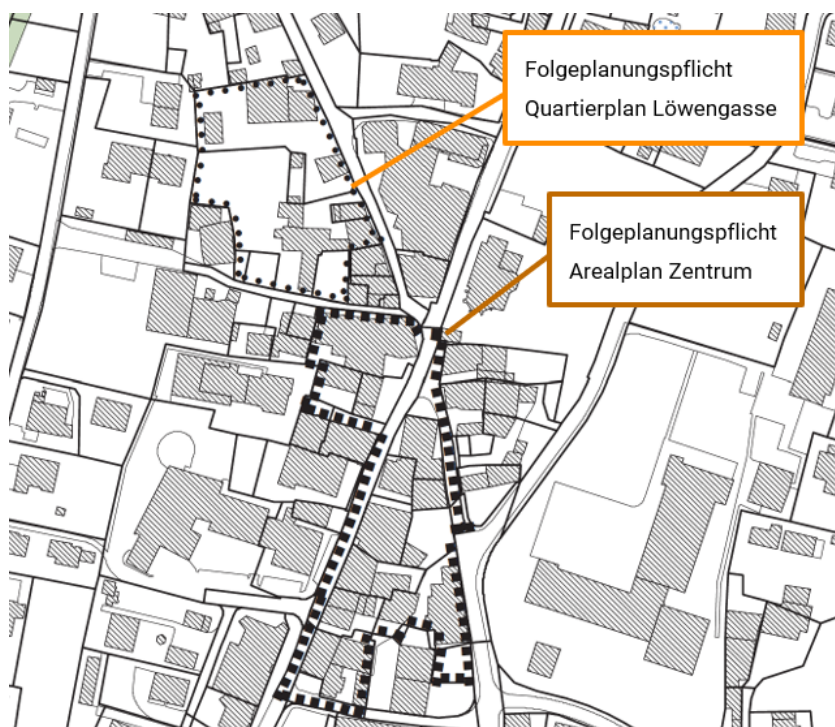 Folgeplanungspflicht
Quartierplan Löwengasse
Folgeplanungspflicht
Arealplan Zentrum